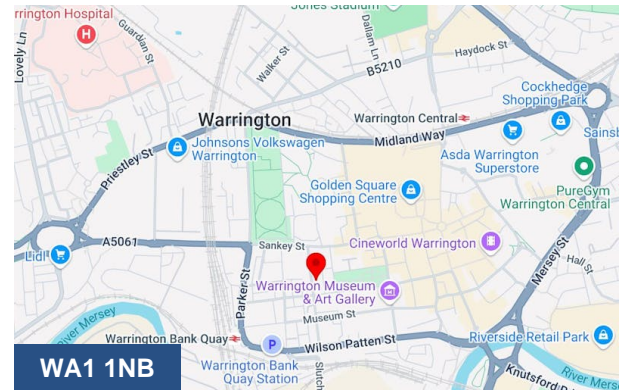 Jones Stadium
rrington Hospital
Guardian St
Lovely Ln
Dallam Ln
Walker St
B5210
Haydock St
Cockhedge
Shopping Park
Warrington
Warrington Central
Midland Way
Johnsons Volkswagen
Warrington
Priestley St
Asda Warrington
Superstore
Sainsb
PureGym
Warrington Central
Golden Square
Shopping Centre
A5061
Sankey St
Cineworld Warrington
Mersey St
Hall St
Lidl
Parker St
Warrington Museum
& Art Gallery
Museum St
River Mersey
Warrington Bank Quay
Wilson Patten St
Riverside Retail Park
P
Warrington Bank
Quay Station
Slutch
Knutsford R
River Mersey
WA1 1NB
H